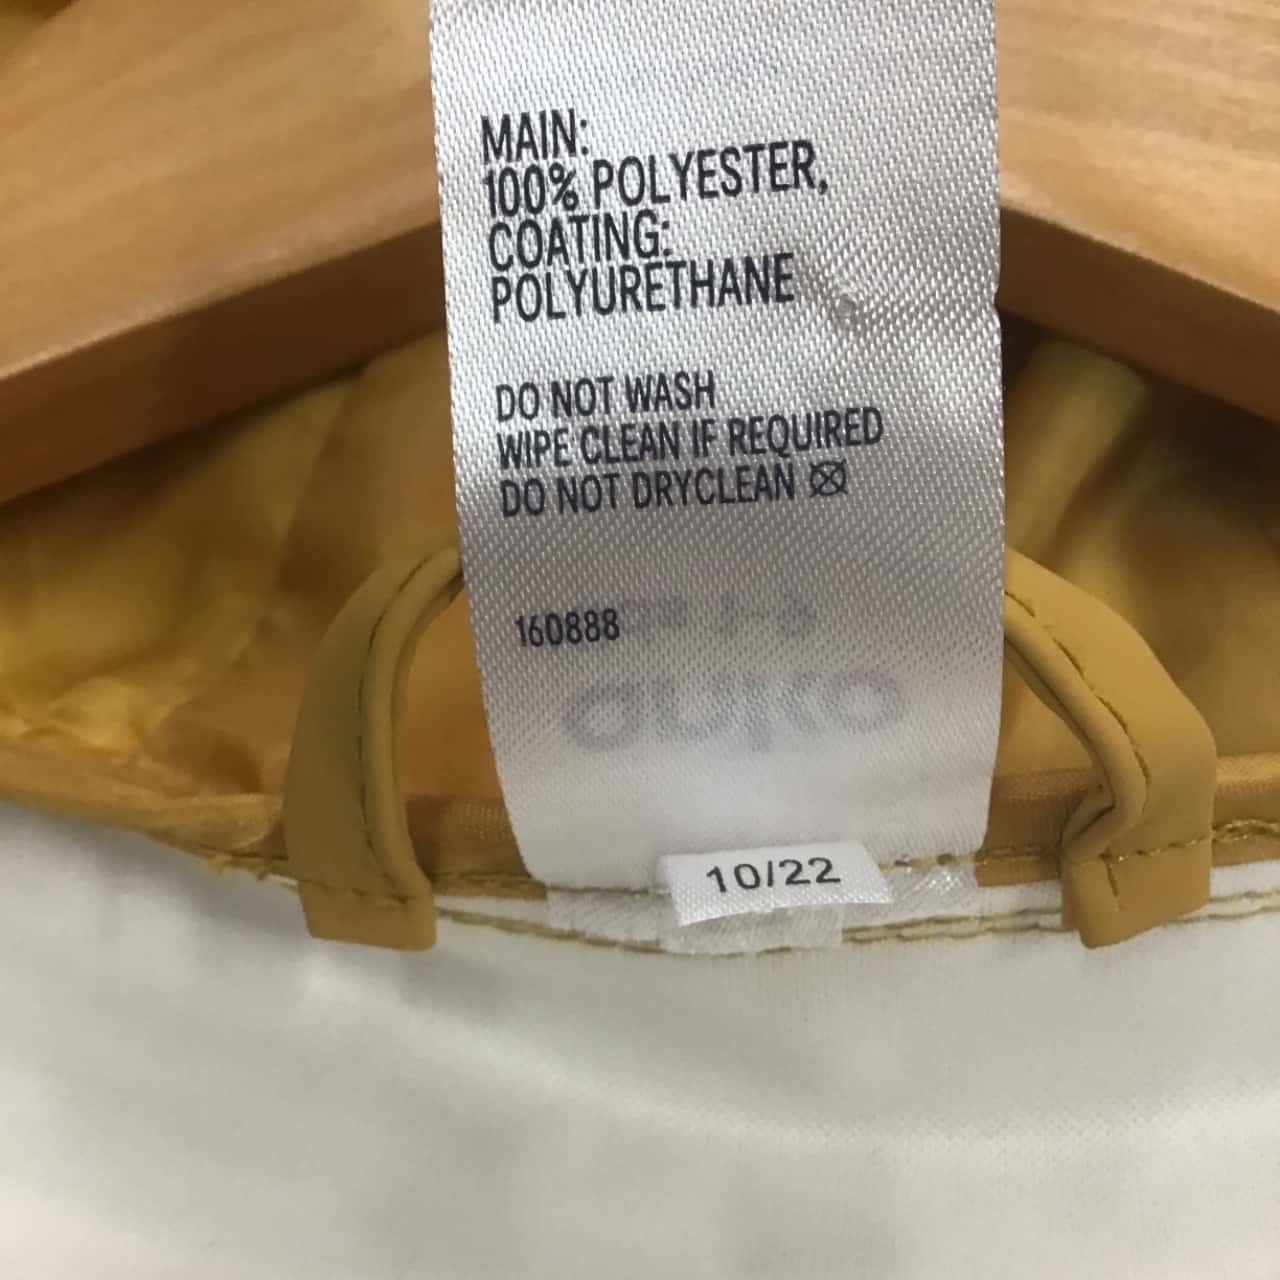 MAIN:
100% POLYESTER,
COATING:
POLYURETHANE
DO NOT WASH
WIPE CLEAN IF REQUIRED
DO NOT DRYCLEAN
160888
10/22